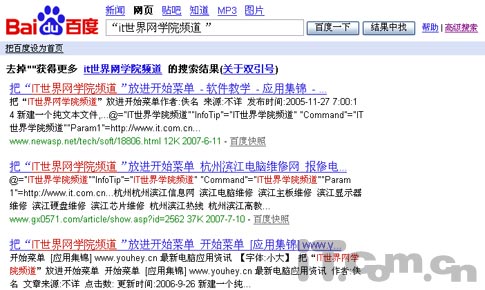 Bai du 百度
新闻 网页 贴吧 知道 MP3 图片
“it世界网学院频道 ” 百度一下 结果中找 帮助 | 高级搜索
把百度设为首页
去掉""获得更多 it世界网学院频道 的搜索结果(关于双引号)
把 “IT世界网学院频道 ”放进开始菜单 - 软件教学 - 应用集锦 - ...
把 “IT世界网学院频道” 放进开始菜单作者:佚名 来源:不详 发布时间:2005-11-27 7:00:1
4 新建一个纯文本文件,...@="IT世界网学院频道""InfoTip"="IT世界网学院频道" "Command"="IT
世界网学院频道""Param1"=http://www.it.com.cn...
www.newasp.net/tech/soft/18806.html 12K 2007-6-11 - 百度快照
把 “IT世界网学院频道 ”放进开始菜单 杭州滨江电脑维修网 报修电...
@="IT世界网学院频道""InfoTip"="IT世界网学院频道" "Command"="IT世界网学院频道""Param
1"=http://www.it.com.cn... 杭州杭州滨江信息网 滨江电脑维修 滨江主板维修 滨江显示器
维修 滨江硬盘维修 滨江芯片维修 杭州滨江热线 杭州滨江高教...
www.gx0571.com/article/show.asp?id=2562 37K 2007-7-10 - 百度快照
把 “IT世界网学院频道 ”放进开始菜单 开始菜单 [应用集锦] www.y...
开始菜单 [应用集锦] www.youhey.cn 最新电脑应用资讯 【字体:小大】 把 “IT世界网学院
频道” 放进开始菜单 开始菜单 [应用集锦] www.youhey.cn 最新电脑应用资讯 作者:佚
名 文章来源:不详 点击数: 更新时间:2006-9-26 新建一个纯...
IT.com.cn